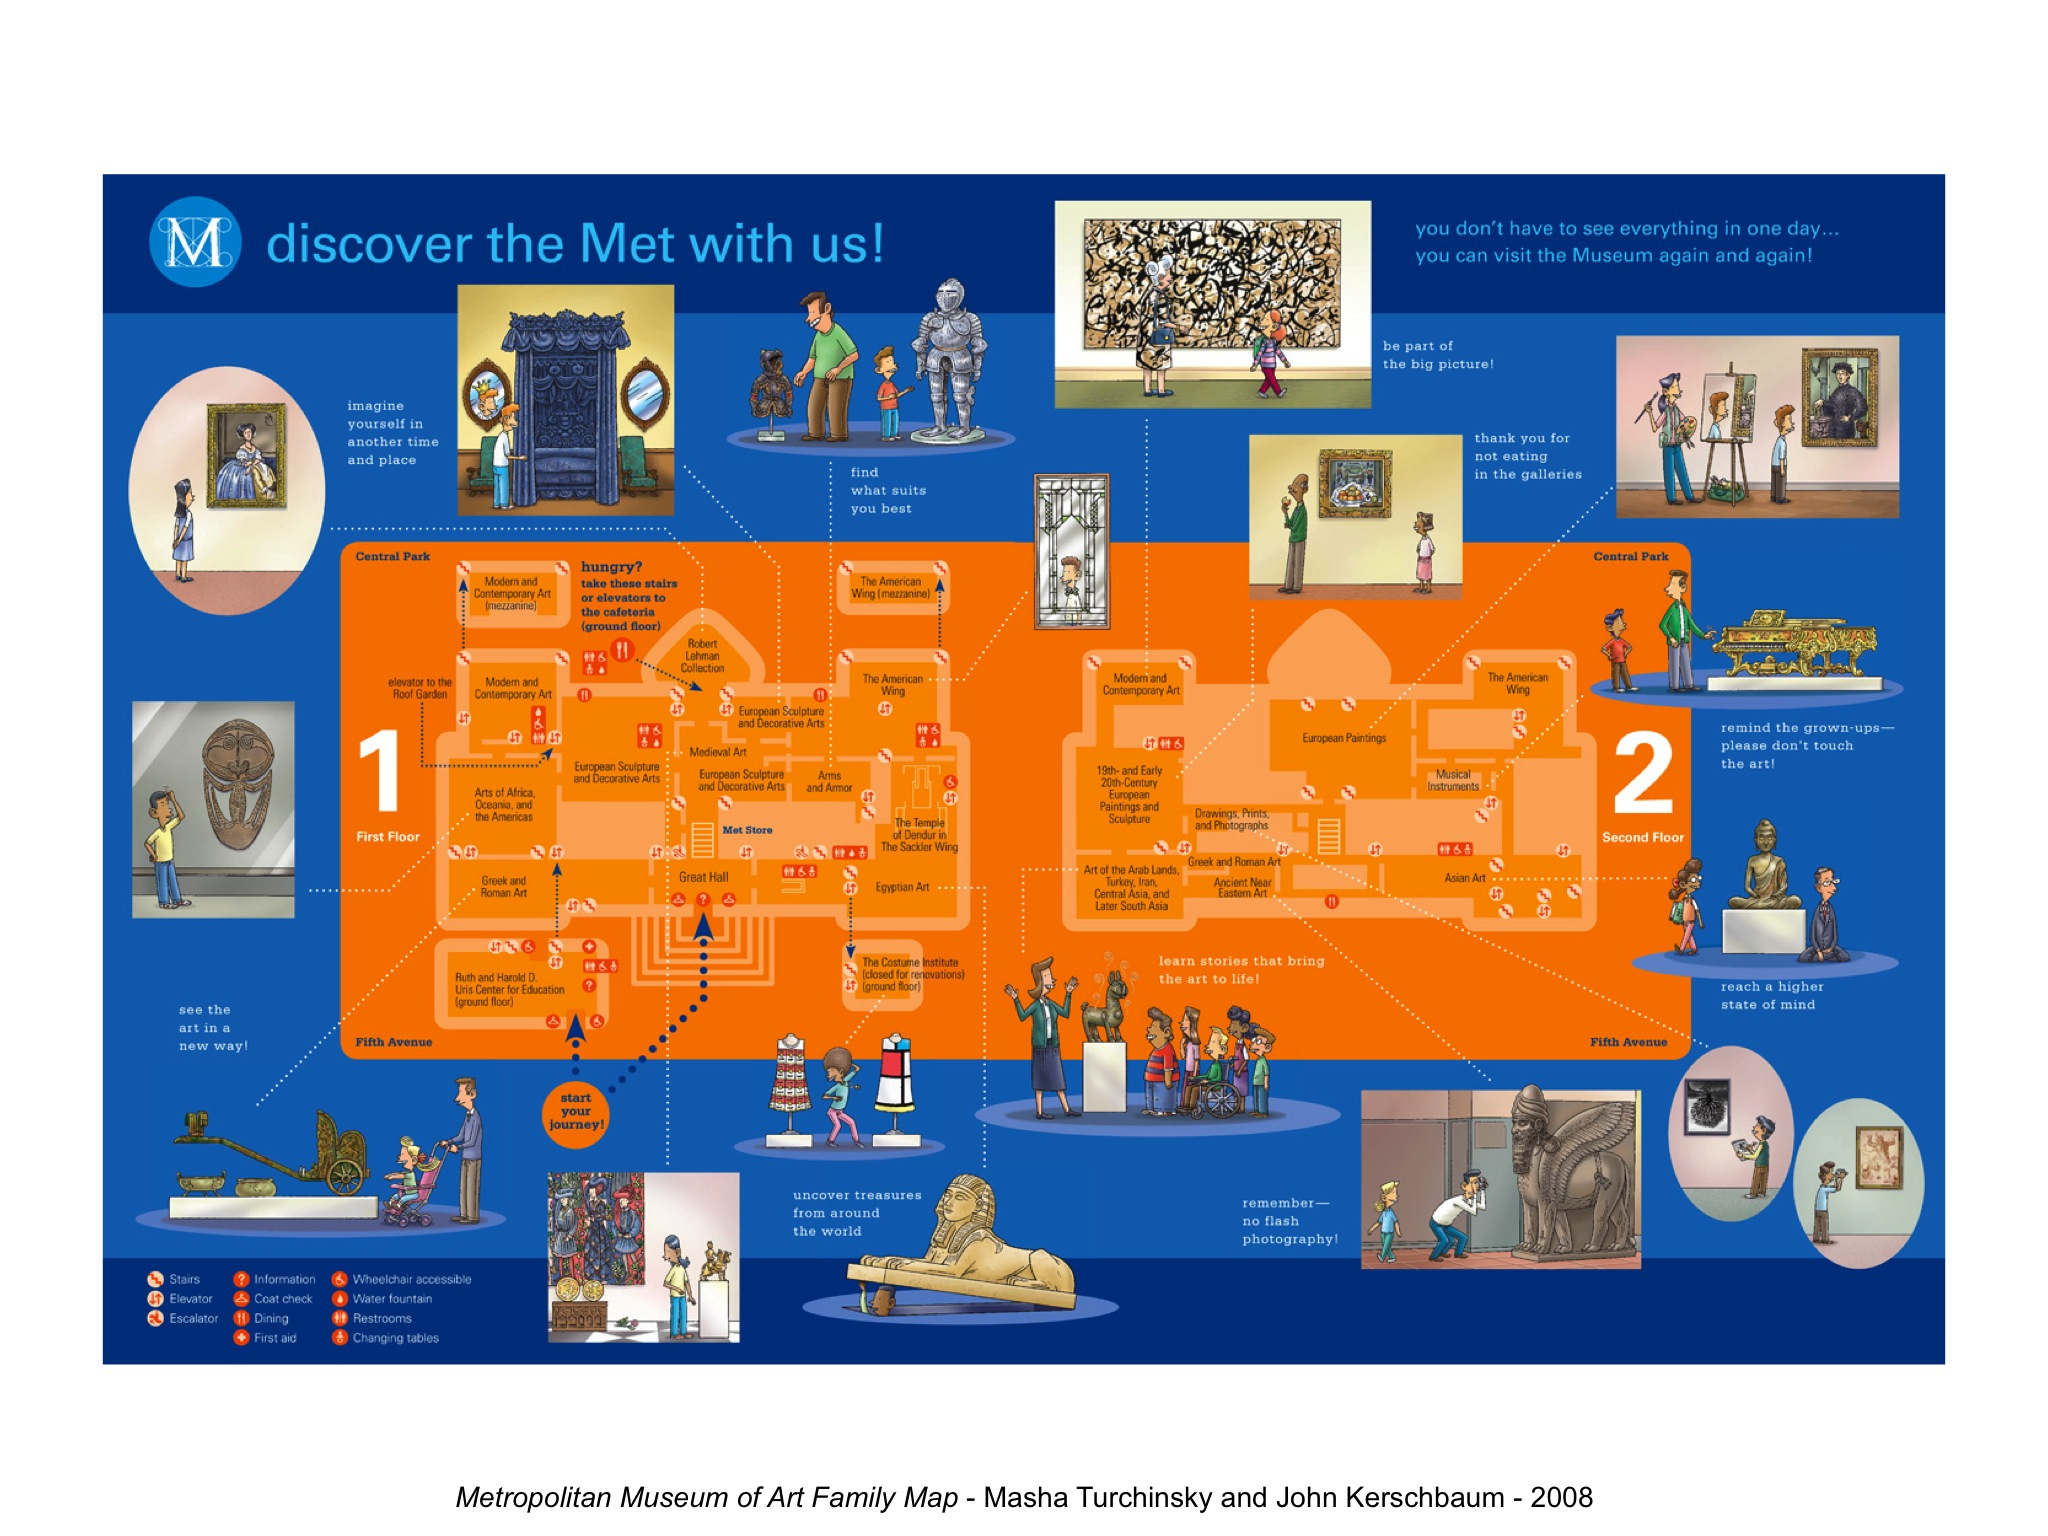 M
discover the Met with us!
you don't have to see everything in one day...
you can visit the Museum again and again!
imagine
yourself in
another time
and place
find
what suits
you best
be part of
the big picture!
thank you for
not eating
in the galleries
Central Park
hungry?
take these stairs
or elevators to
the cafeteria
(ground floor)
Modern and
Contemporary Art
(mezzanine)
The American
Wing (mezzanine)
Robert
Lehman
Collection
elevator to the
Roof Garden
Modern and
Contemporary Art
The American
Wing
European Sculpture
and Decorative Arts
Medieval Art
European Sculpture
and Decorative Arts
European Sculpture
and Decorative Arts
Arms
and Armor
1
First Floor
Arts of Africa,
Oceania, and
the Americas
Met Store
The Temple
of Dendur in
The Sackler Wing
Greek and
Roman Art
Great Hall
Egyptian Art
Ruth and Harold D.
Uris Center for Education
(ground floor)
The Costume Institute
(closed for renovations)
(ground floor)
Fifth Avenue
start
your
journey!
Central Park
Modern and
Contemporary Art
The American
Wing
European Paintings
19th- and Early
20th-Century
European
Paintings and
Sculpture
Musical
Instruments
Drawings, Prints,
and Photographs
2
Second Floor
Art of the Arab Lands,
Turkey, Iran,
Central Asia, and
Later South Asia
Greek and Roman Art
Ancient Near
Eastern Art
Asian Art
Fifth Avenue
remind the grown-ups—
please don't touch
the art!
reach a higher
state of mind
learn stories that bring
the art to life!
see the
art in a
new way!
uncover treasures
from around
the world
remember—
no flash
photography!
Stairs
Elevator
Escalator
Information
Coat check
Dining
First aid
Wheelchair accessible
Water fountain
Restrooms
Changing tables
Metropolitan Museum of Art Family Map - Masha Turchinsky and John Kerschbaum - 2008